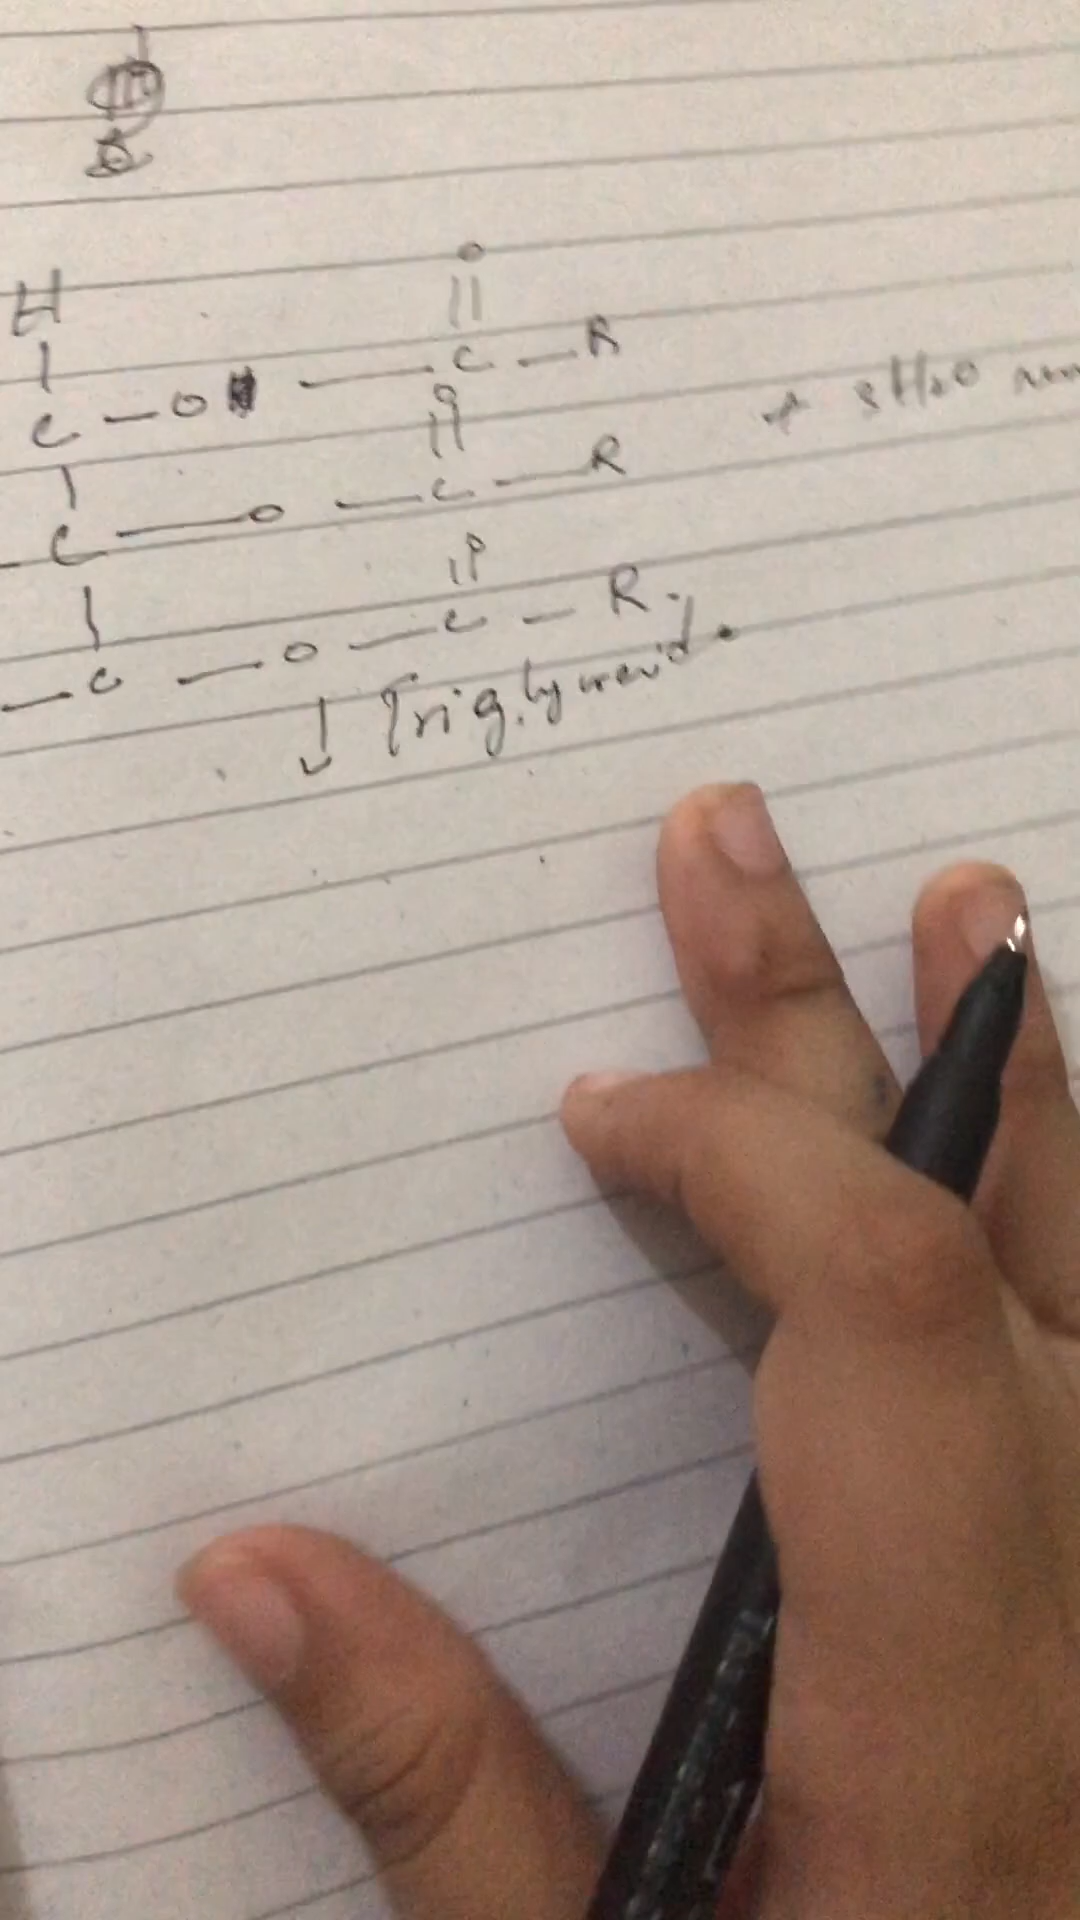 H
O
||
C — O — C — R
O
||
C — O — C — R
+ 3H2O
O
||
— C — O — C — R.
↓ Triglyceride